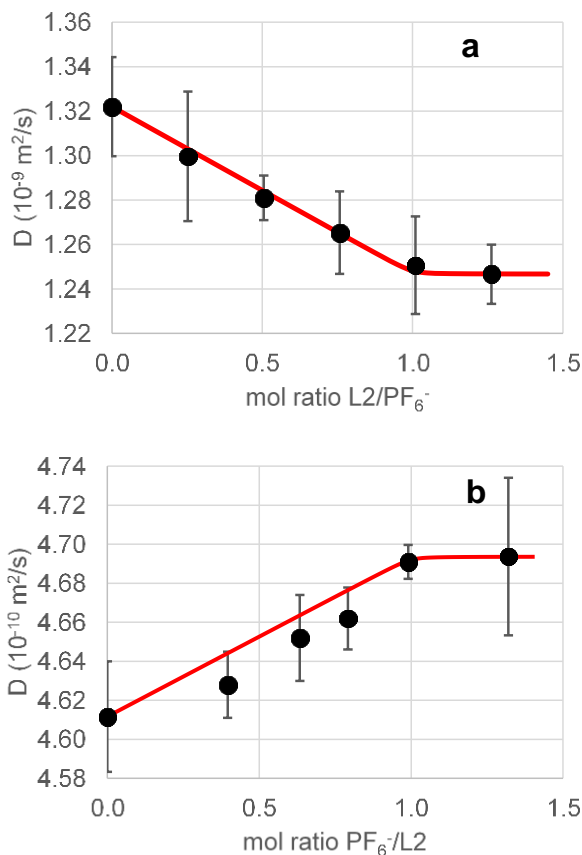 a
1.36
1.34
1.32
1.30
1.28
1.26
1.24
1.22
D (10⁻⁹ m²/s)
0.0 0.5 1.0 1.5
mol ratio L2/PF₆⁻
b
4.74
4.72
4.70
4.68
4.66
4.64
4.62
4.60
4.58
D (10⁻¹⁰ m²/s)
0.0 0.5 1.0 1.5
mol ratio PF₆⁻/L2